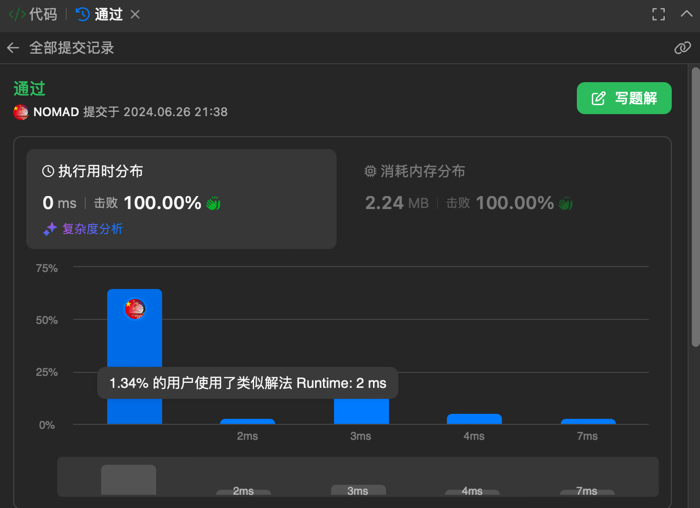 代码
通过
全部提交记录
通过
NOMAD 提交于 2024.06.26 21:38
写题解
执行用时分布
0 ms 击败 100.00%
复杂度分析
消耗内存分布
2.24 MB 击败 100.00%
75%
50%
25%
0%
1.34% 的用户使用了类似解法 Runtime: 2 ms
2ms
3ms
4ms
7ms
2ms
3ms
4ms
7ms